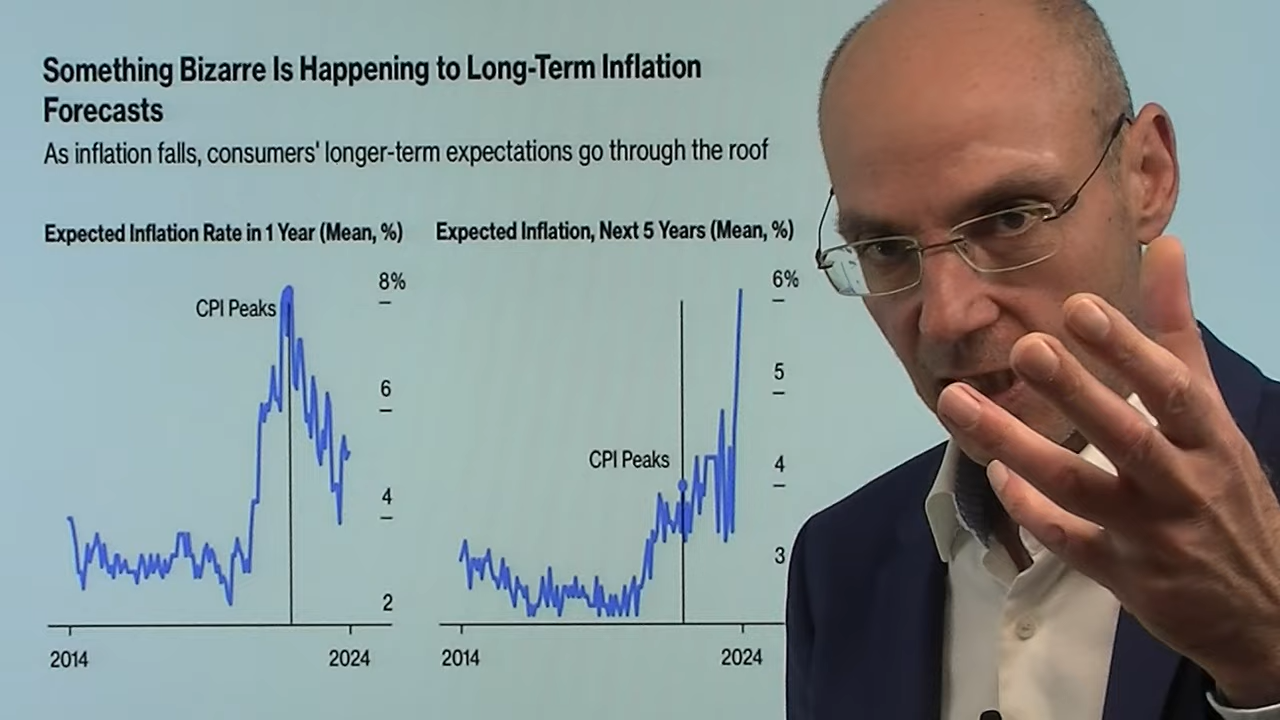 Something Bizarre Is Happening to Long-Term Inflation
Forecasts
As inflation falls, consumers' longer-term expectations go through the roof
Expected Inflation Rate in 1 Year (Mean, %)
8%
CPI Peaks
6
4
2
2014
2024
Expected Inflation, Next 5 Years (Mean, %)
6%
5
CPI Peaks
4
3
2014
2024